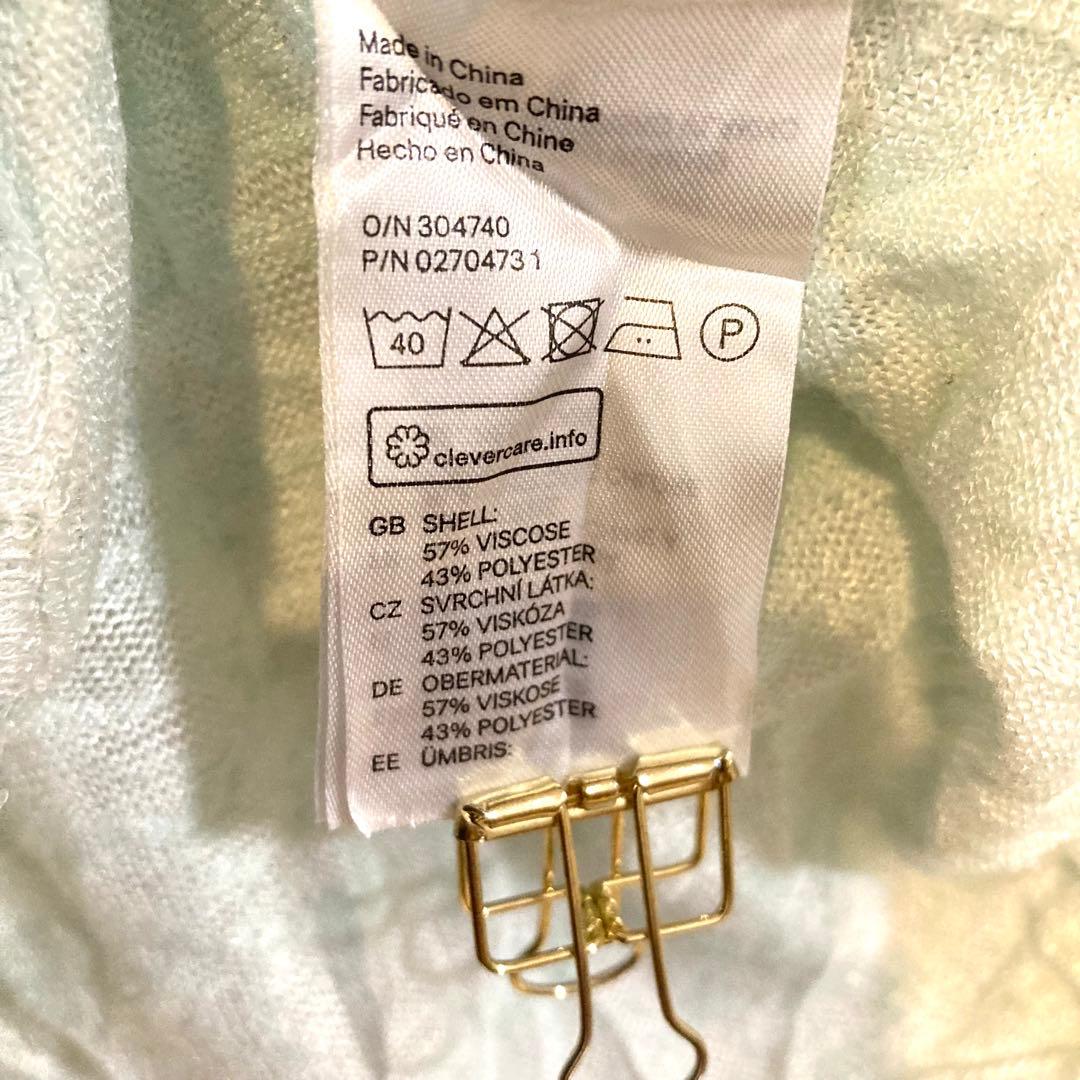 Made in China
Fabricado em China
Fabriqué en Chine
Hecho en China
O/N 304740
P/N 02704731
40
P
clevercare.info
GB SHELL:
57% VISCOSE
43% POLYESTER
CZ SVRCHNÍ LÁTKA:
57% VISKÓZA
43% POLYESTER
DE OBERMATERIAL:
57% VISKOSE
43% POLYESTER
EE ÜMBRIS: